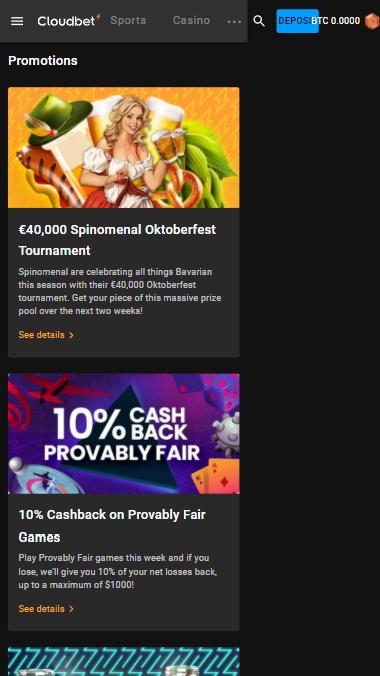 Cloudbet Sports Casino ... DEPOS BTC 0.0000
Promotions
€40,000 Spinomenal Oktoberfest
Tournament
Spinomenal are celebrating all things Bavarian
this season with their €40,000 Oktoberfest
tournament. Get your piece of this massive prize
pool over the next two weeks!
See details >
10% CASH
BACK
PROVABLY FAIR
10% Cashback on Provably Fair
Games
Play Provably Fair games this week and if you
lose, we'll give you 10% of your net losses back,
up to a maximum of $1000!
See details >